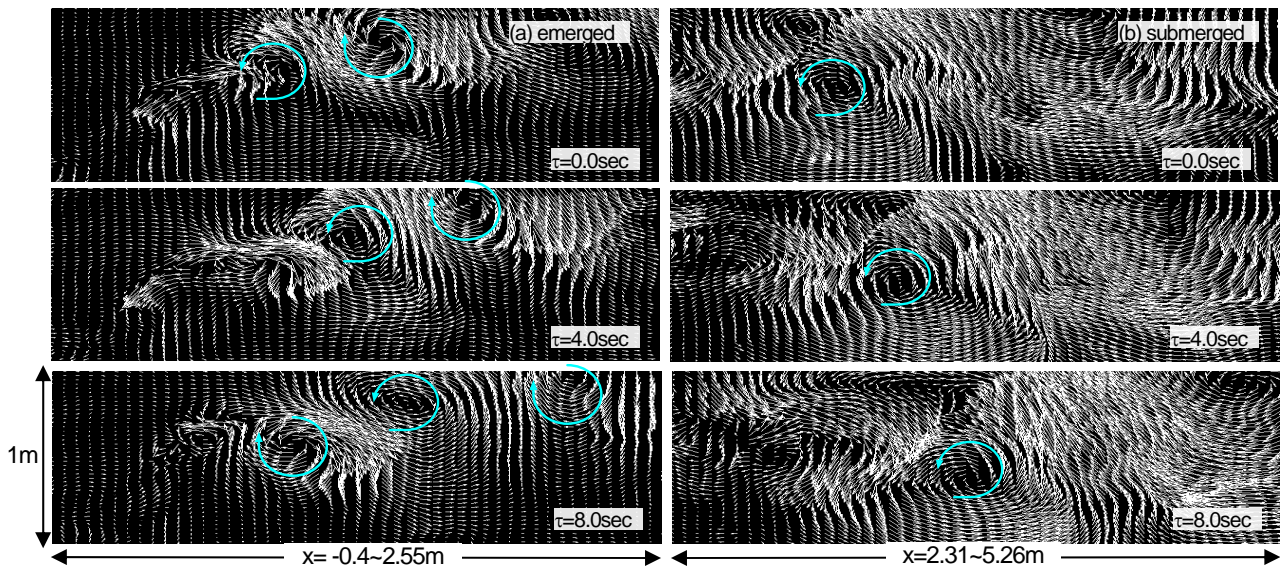 (a) emerged
(b) submerged
τ=0.0sec
τ=0.0sec
τ=4.0sec
τ=4.0sec
1m
τ=8.0sec
τ=8.0sec
x= -0.4~2.55m
x=2.31~5.26m